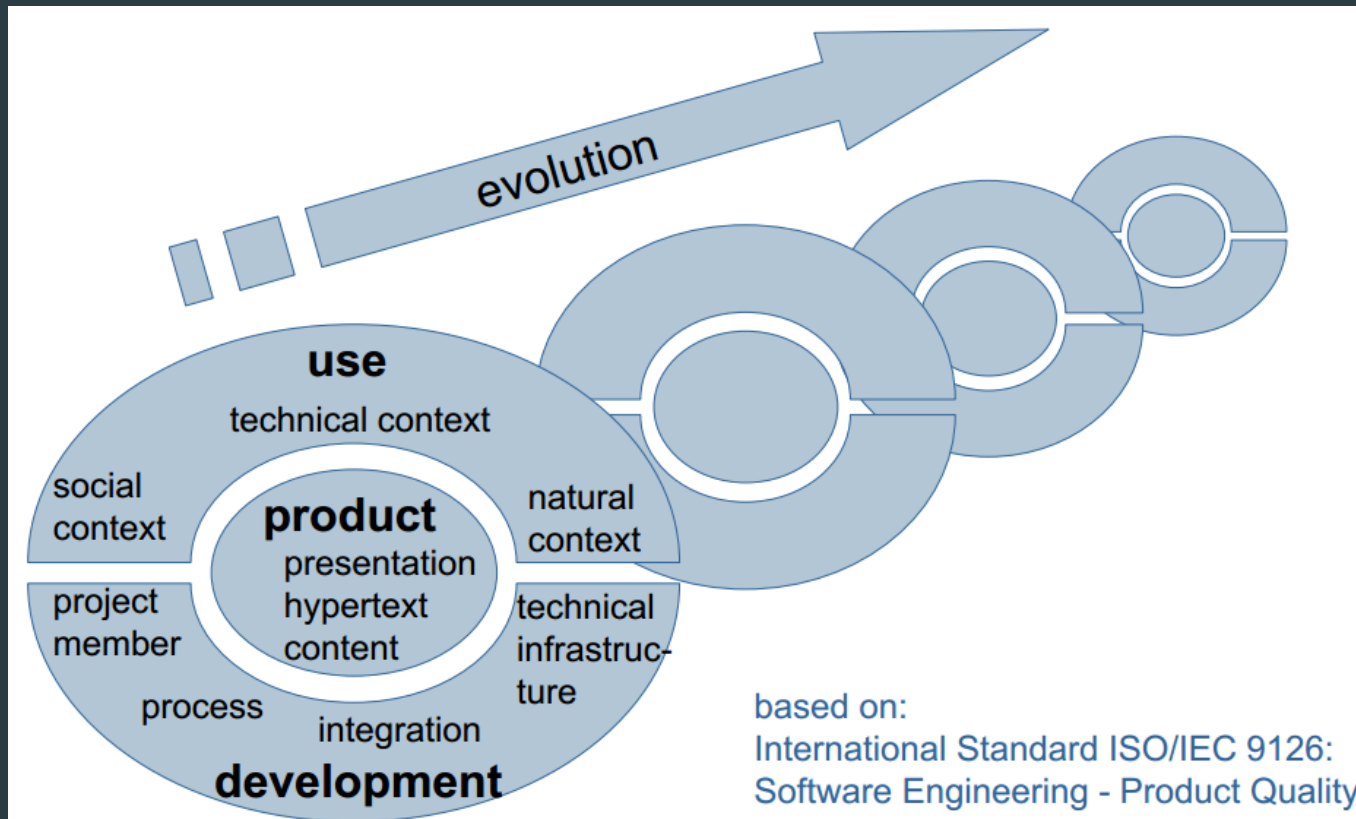 evolution
use
technical context
social
context
natural
context
product
presentation
hypertext
content
project
member
technical
infrastruc-
ture
process
integration
development
based on:
International Standard ISO/IEC 9126:
Software Engineering - Product Quality